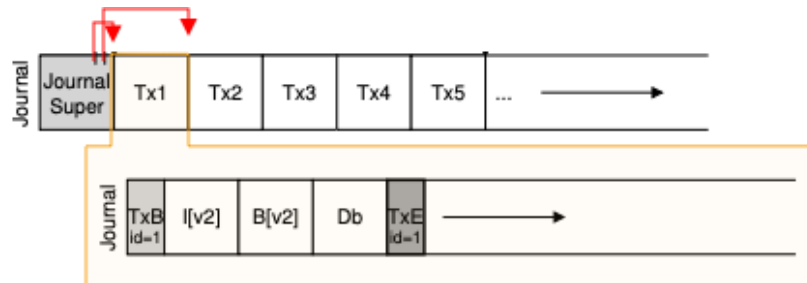 Journal
Journal
Super
Tx1
Tx2
Tx3
Tx4
Tx5
...
Journal
TxB
id=1
I[v2]
B[v2]
Db
TxE
id=1